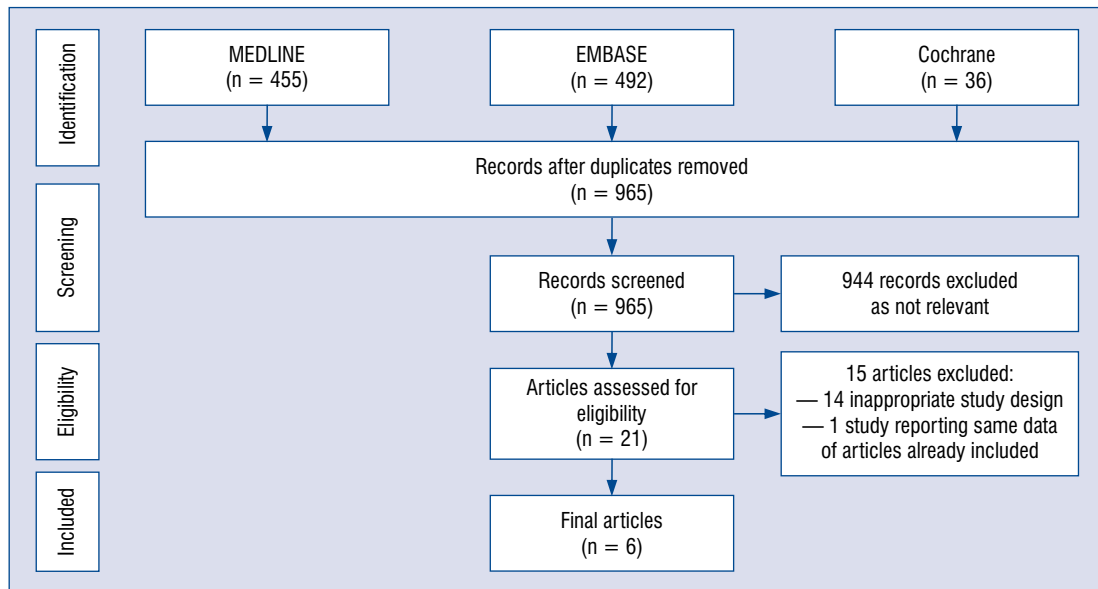 Identification
MEDLINE
(n = 455)
EMBASE
(n = 492)
Cochrane
(n = 36)
Records after duplicates removed
(n = 965)
Screening
Records screened
(n = 965)
944 records excluded
as not relevant
Eligibility
Articles assessed for
eligibility
(n = 21)
15 articles excluded:
— 14 inappropriate study design
— 1 study reporting same data
of articles already included
Included
Final articles
(n = 6)